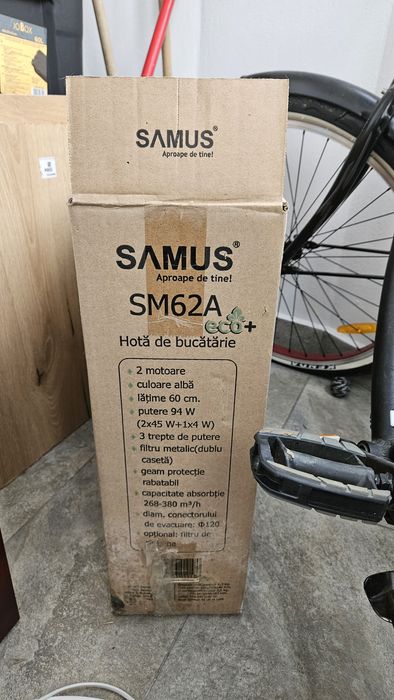 SAMUS®
Aproape de tine!
SAMUS®
Aproape de tine!
SM62A
eco+
Hotă de bucătărie
• 2 motoare
• culoare albă
• lățime 60 cm.
• putere 94 W
(2x45 W+1x4 W)
• 3 trepte de putere
• filtru metalic(dublu
casetă)
• geam protecție
rabatabil
• capacitate absorbție
268-380 m³/h
• diam. conectorului
de evacuare: Φ120
• opțional: filtru de
60L